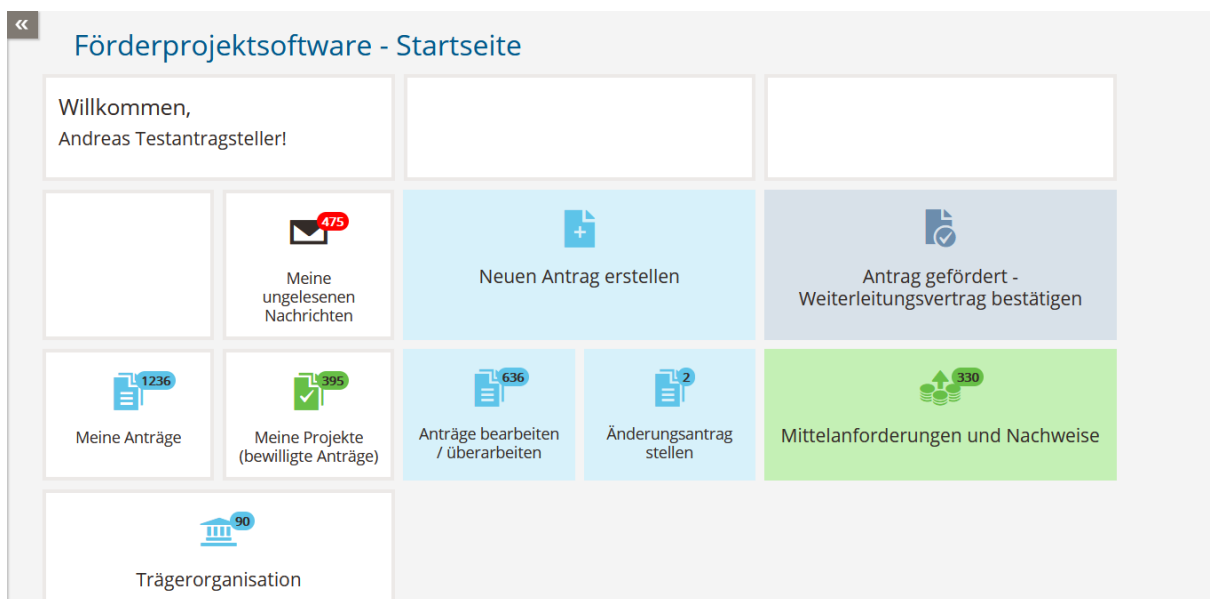 «
Förderprojektsoftware - Startseite
Willkommen,
Andreas Testantragsteller!
475
Meine
ungelesenen
Nachrichten
Neuen Antrag erstellen
Antrag gefördert -
Weiterleitungsvertrag bestätigen
1236
Meine Anträge
395
Meine Projekte
(bewilligte Anträge)
636
Anträge bearbeiten
/ überarbeiten
2
Änderungsantrag
stellen
330
Mittelanforderungen und Nachweise
90
Trägerorganisation